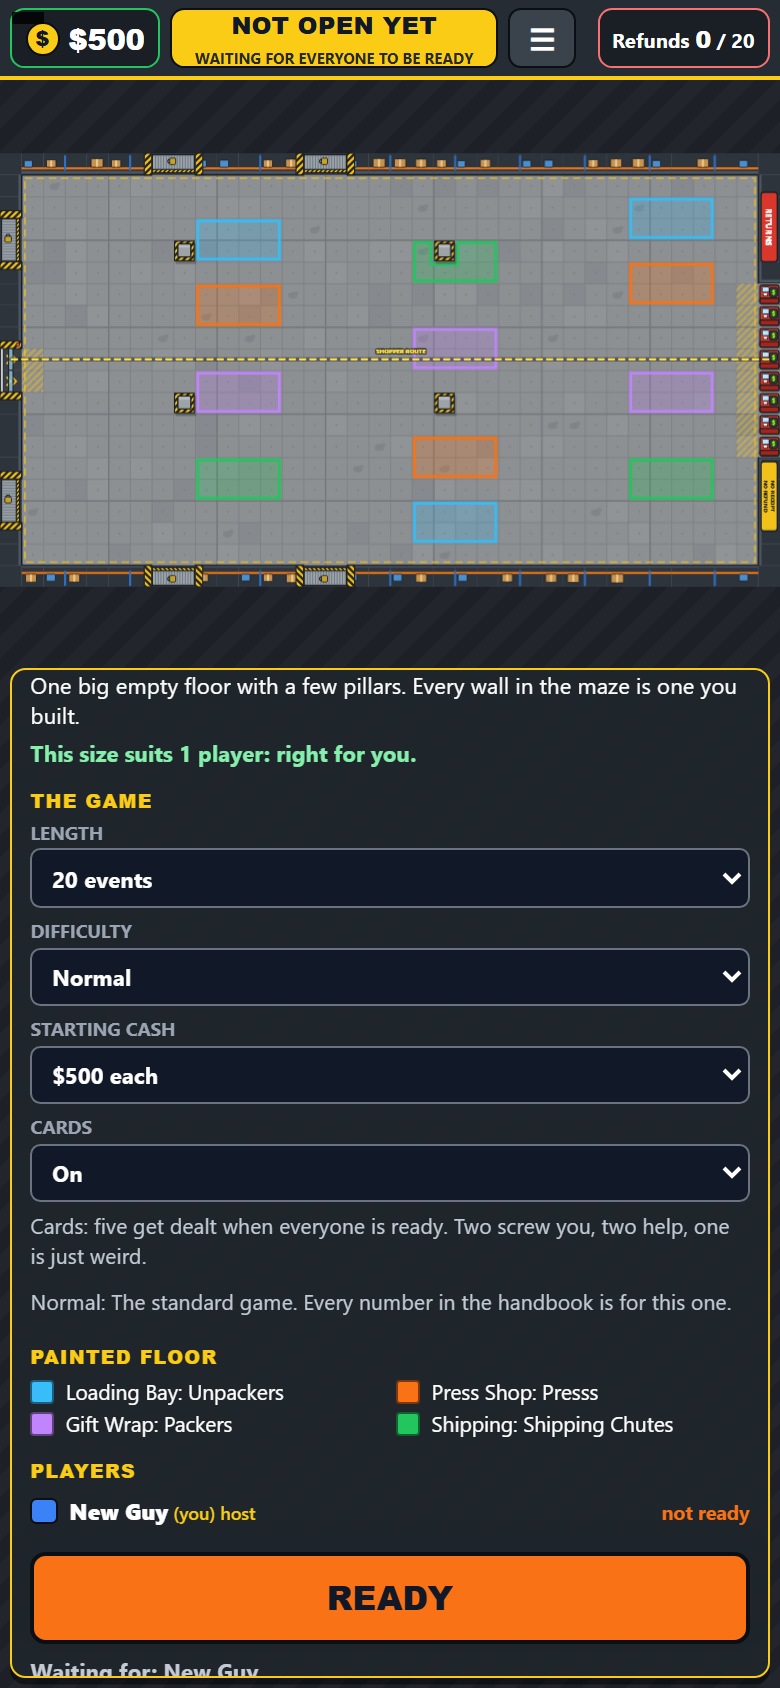 $ $500
NOT OPEN YET
WAITING FOR EVERYONE TO BE READY
☰
Refunds 0 / 20
RETURNS
SHOPPER ROUTE
NO RECEIPT
NO REFUND
One big empty floor with a few pillars. Every wall in the maze is one you
built.
This size suits 1 player: right for you.
THE GAME
LENGTH
20 events
DIFFICULTY
Normal
STARTING CASH
$500 each
CARDS
On
Cards: five get dealt when everyone is ready. Two screw you, two help, one
is just weird.
Normal: The standard game. Every number in the handbook is for this one.
PAINTED FLOOR
Loading Bay: Unpackers
Press Shop: Presss
Gift Wrap: Packers
Shipping: Shipping Chutes
PLAYERS
New Guy (you) host
not ready
READY
Waiting for: New Guy